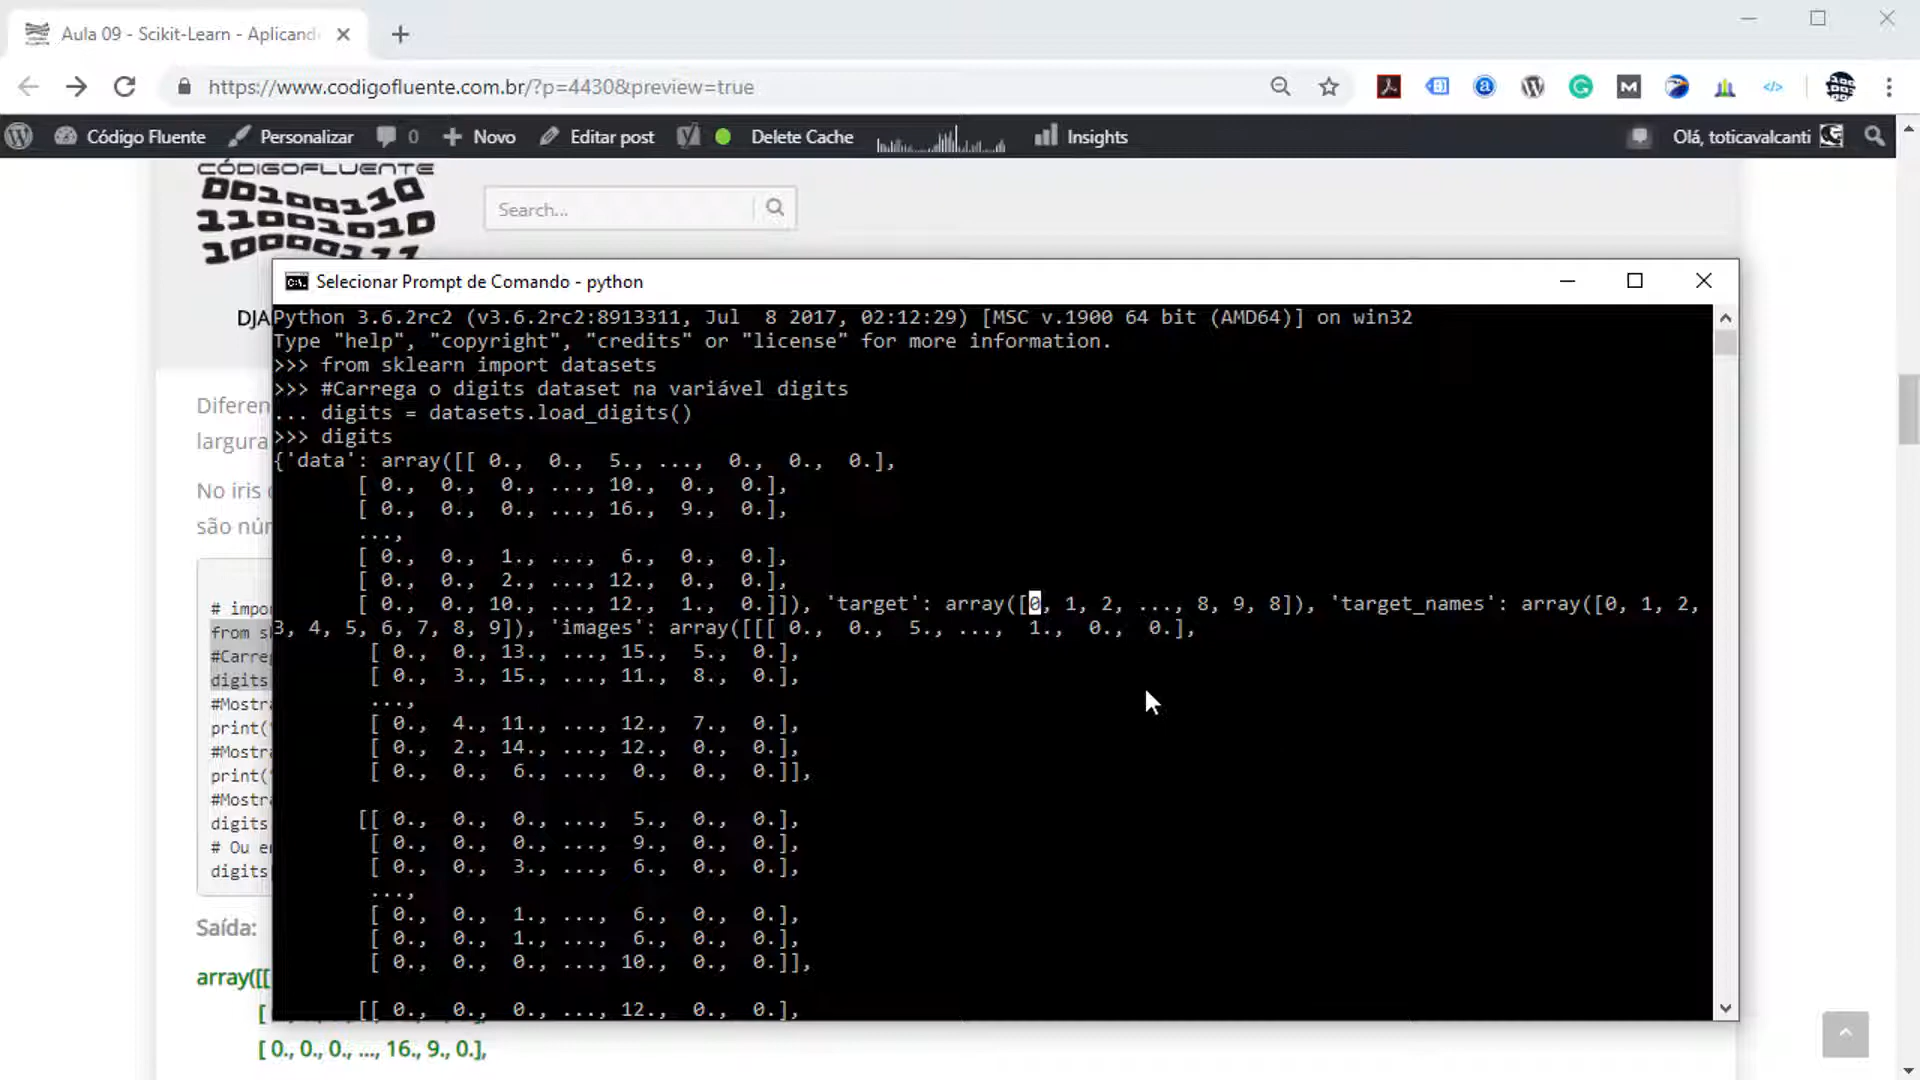 Aula 09 - Scikit-Learn - Aplicand
https://www.codigofluente.com.br/?p=4430&preview=true
Código Fluente Personalizar 0 Novo Editar post Delete Cache Insights Olá, toticavalcanti
CÓDIGOFLUENTE
00100110
11001010
10000111
Search...
DJA
Diferen
largura
No iris
são núm
# impo
from s
#Carreg
digits
#Mostra
print("
#Mostra
print("
#Mostra
digits
# Ou e
digits
Saída:
array([[
[
[ 0., 0., 0., ..., 16., 9., 0.],
Selecionar Prompt de Comando - python
Python 3.6.2rc2 (v3.6.2rc2:8913311, Jul  8 2017, 02:12:29) [MSC v.1900 64 bit (AMD64)] on win32
Type "help", "copyright", "credits" or "license" for more information.
>>> from sklearn import datasets
>>> #Carrega o digits dataset na variável digits
... digits = datasets.load_digits()
>>> digits
{'data': array([[ 0., 0., 5., ..., 0., 0., 0.],
[ 0., 0., 0., ..., 10., 0., 0.],
[ 0., 0., 0., ..., 16., 9., 0.],
...,
[ 0., 0., 1., ..., 6., 0., 0.],
[ 0., 0., 2., ..., 12., 0., 0.],
[ 0., 0., 10., ..., 12., 1., 0.]]), 'target': array([0, 1, 2, ..., 8, 9, 8]), 'target_names': array([0, 1, 2,
3, 4, 5, 6, 7, 8, 9]), 'images': array([[[ 0., 0., 5., ..., 1., 0., 0.],
[ 0., 0., 13., ..., 15., 5., 0.],
[ 0., 3., 15., ..., 11., 8., 0.],
...,
[ 0., 4., 11., ..., 12., 7., 0.],
[ 0., 2., 14., ..., 12., 0., 0.],
[ 0., 0., 6., ..., 0., 0., 0.]],
[[ 0., 0., 0., ..., 5., 0., 0.],
[ 0., 0., 0., ..., 9., 0., 0.],
[ 0., 0., 3., ..., 6., 0., 0.],
...,
[ 0., 0., 1., ..., 6., 0., 0.],
[ 0., 0., 1., ..., 6., 0., 0.],
[ 0., 0., 0., ..., 10., 0., 0.]],
[[ 0., 0., 0., ..., 12., 0., 0.],